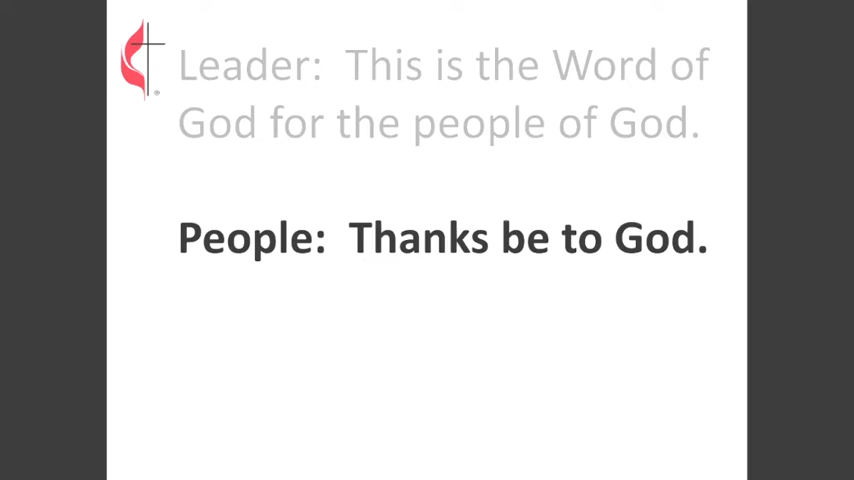 Leader:  This is the Word of
God for the people of God.
®
People:  Thanks be to God.